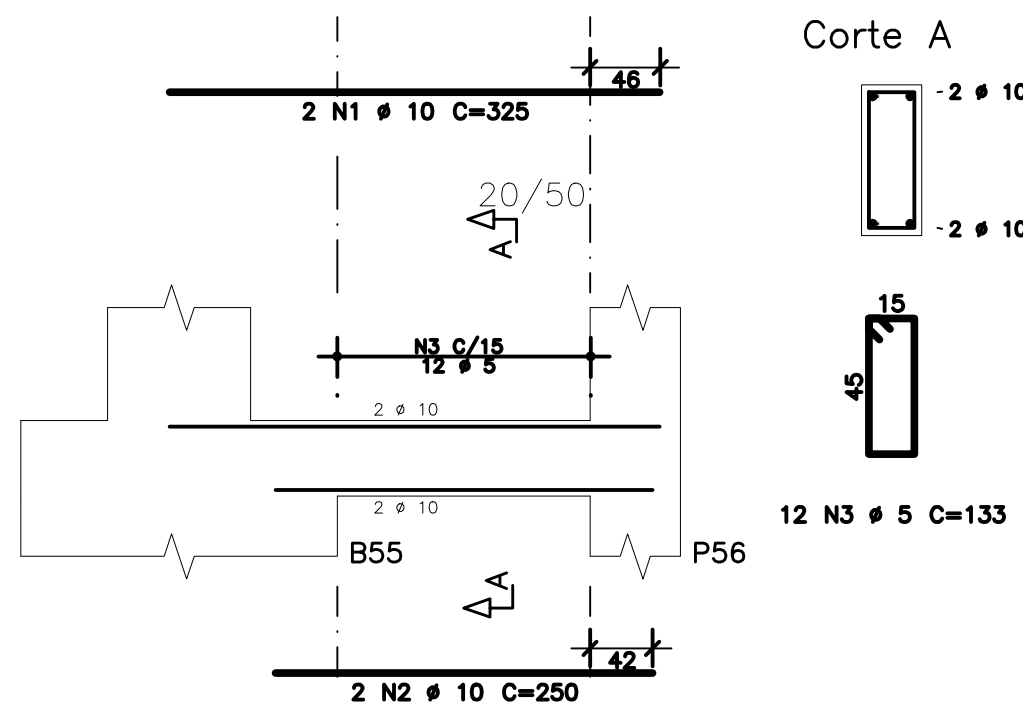 Corte A
46
2 N1 ø 10 C=325
2 ø 10
20/50
A
2 ø 10
15
N3 C/15
12 ø 5
45
2 ø 10
2 ø 10
12 N3 ø 5 C=133
B55
P56
A
42
2 N2 ø 10 C=250